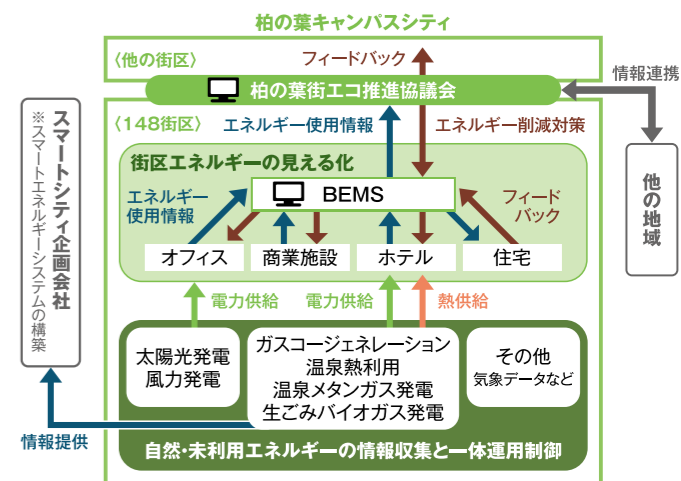 柏の葉キャンパスシティ
〈他の街区〉
フィードバック
柏の葉街エコ推進協議会
情報連携
〈148街区〉
エネルギー使用情報
エネルギー削減対策
街区エネルギーの見える化
エネルギー
使用情報
BEMS
フィード
バック
オフィス
商業施設
ホテル
住宅
他の地域
スマートシティ企画会社
※スマートエネルギーシステムの構築
電力供給
電力供給
熱供給
太陽光発電
風力発電
ガスコージェネレーション
温泉熱利用
温泉メタンガス発電
生ごみバイオガス発電
その他
気象データなど
情報提供
自然・未利用エネルギーの情報収集と一体運用制御